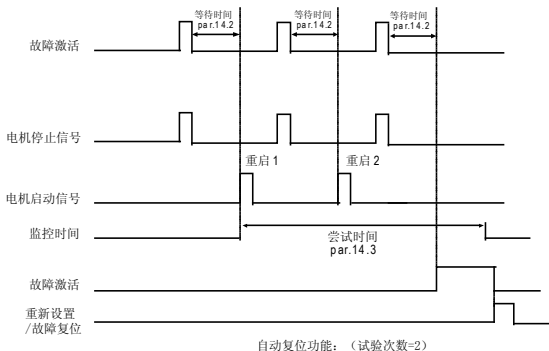 等待时间 等待时间 等待时间
par.14.2 par.14.2 par.14.2
故障激活
电机停止信号
重启 1 重启 2
电机启动信号
监控时间
尝试时间
par.14.3
故障激活
重新设置
/故障复位
自动复位功能：（试验次数=2）